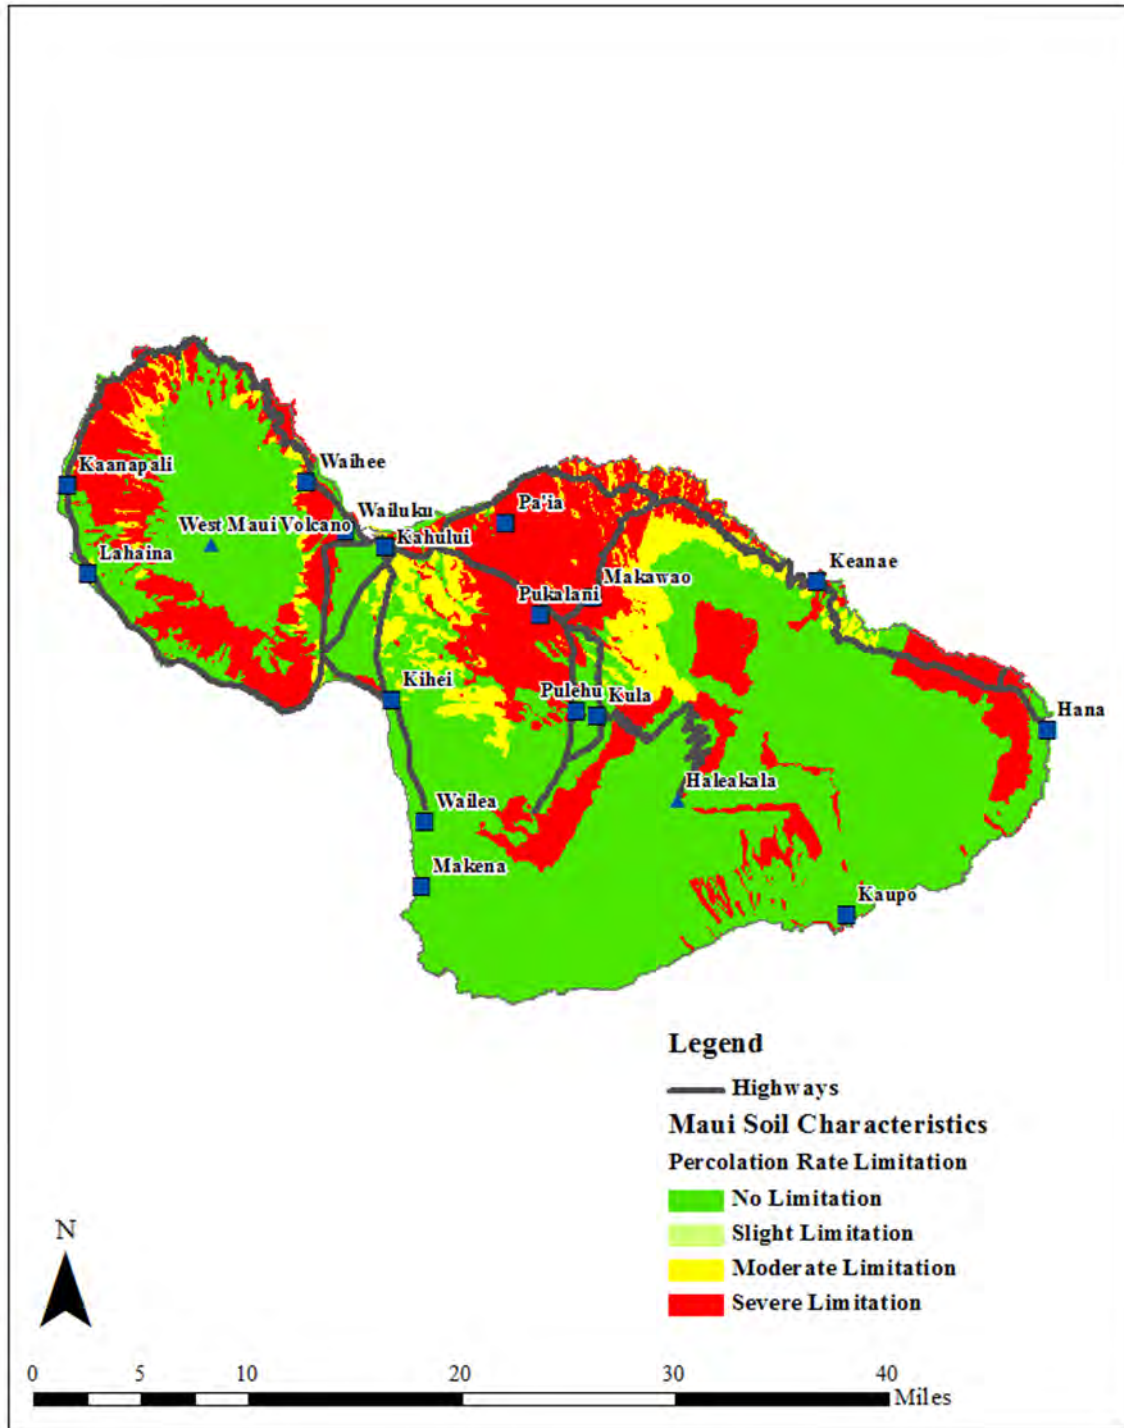 Waihee
Kaanapali
Wailuku
Pa'ia
West Maui Volcano
Kahului
Lahaina
Keanae
Makawao
Pukalani
Kihei
Pulehu
Kula
Hana
Haleakala
Wailea
Makena
Kaupo
Legend
Highways
Maui Soil Characteristics
Percolation Rate Limitation
No Limitation
Slight Limitation
Moderate Limitation
Severe Limitation
N
0 5 10 20 30 40
Miles